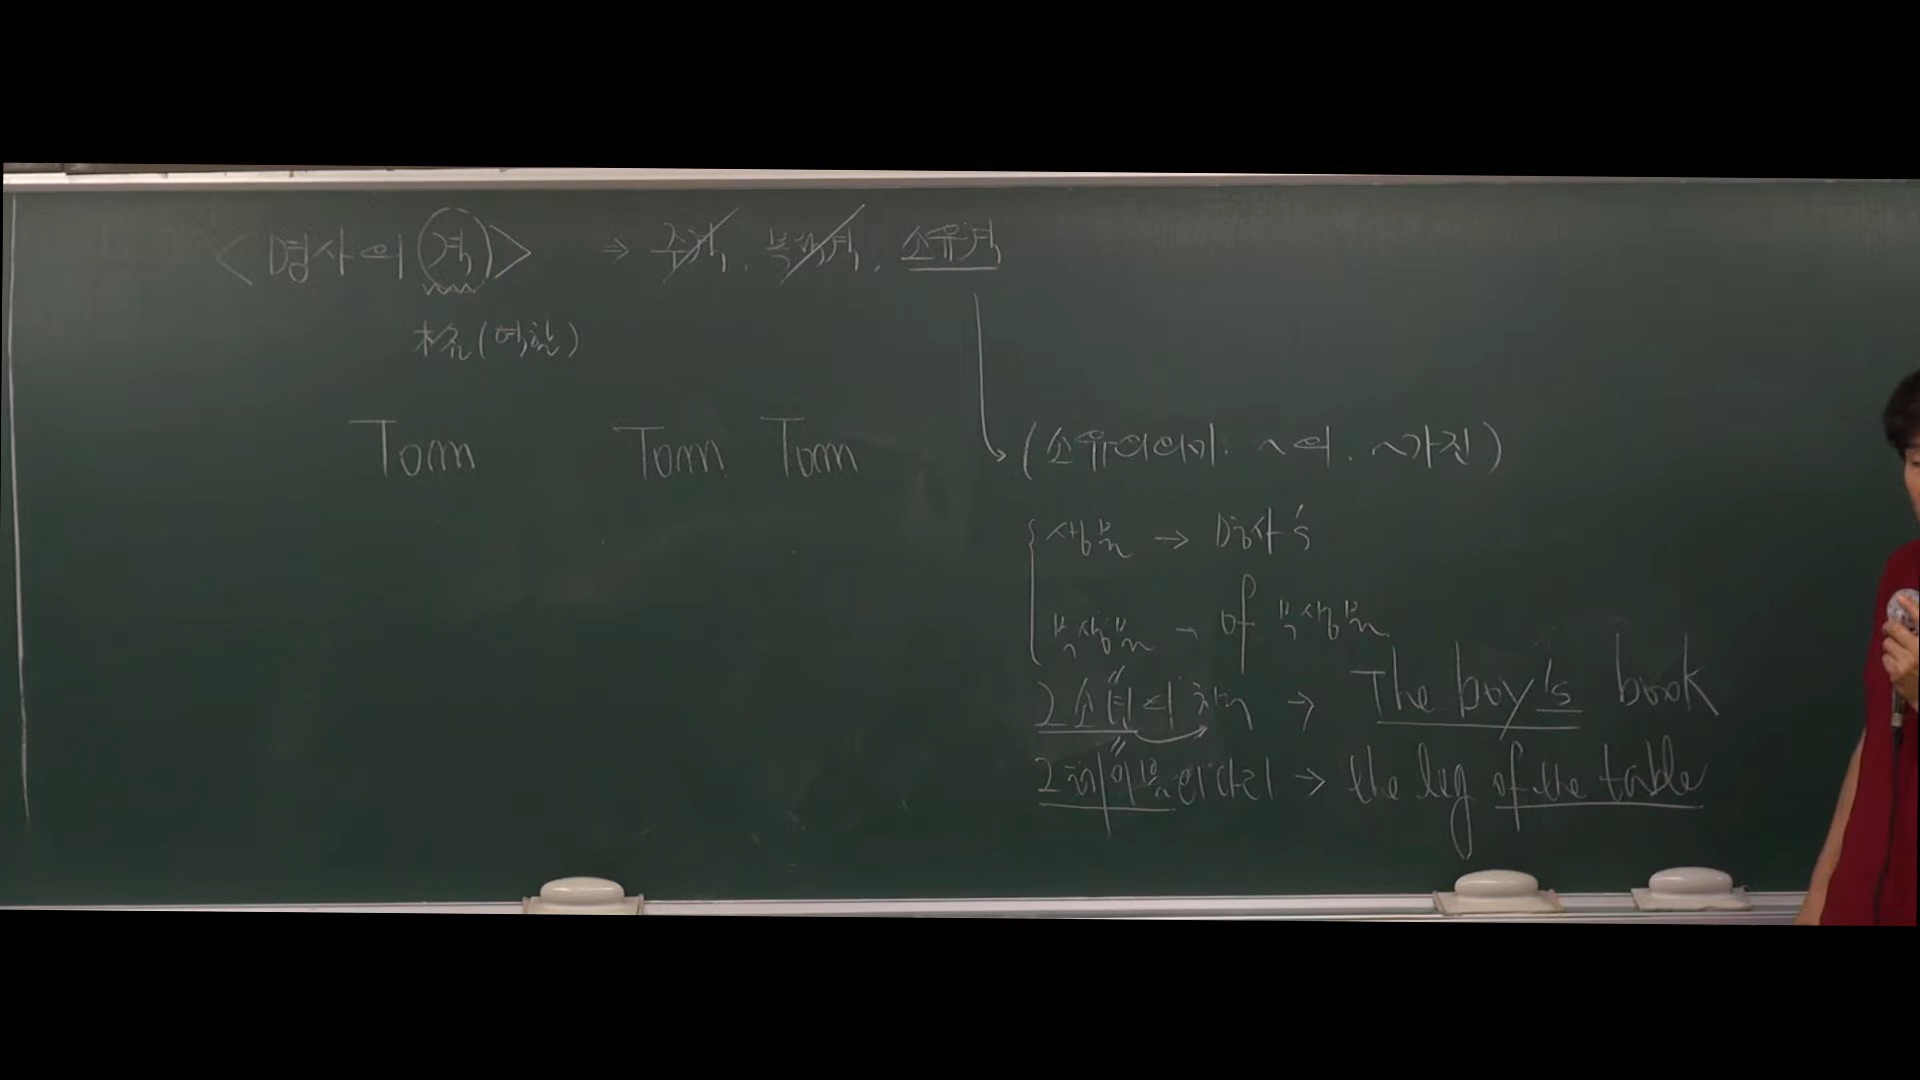 <명사의 격> ⇒ 주격, 목적격, 소유격
格(역할)
Tom Tom Tom
(소유의 의미: ~의, ~가진)
생물 → 명사's
무생물 → of 무생물
그 소년의 책 → The boy's book
그 테이블의 다리 → the leg of the table